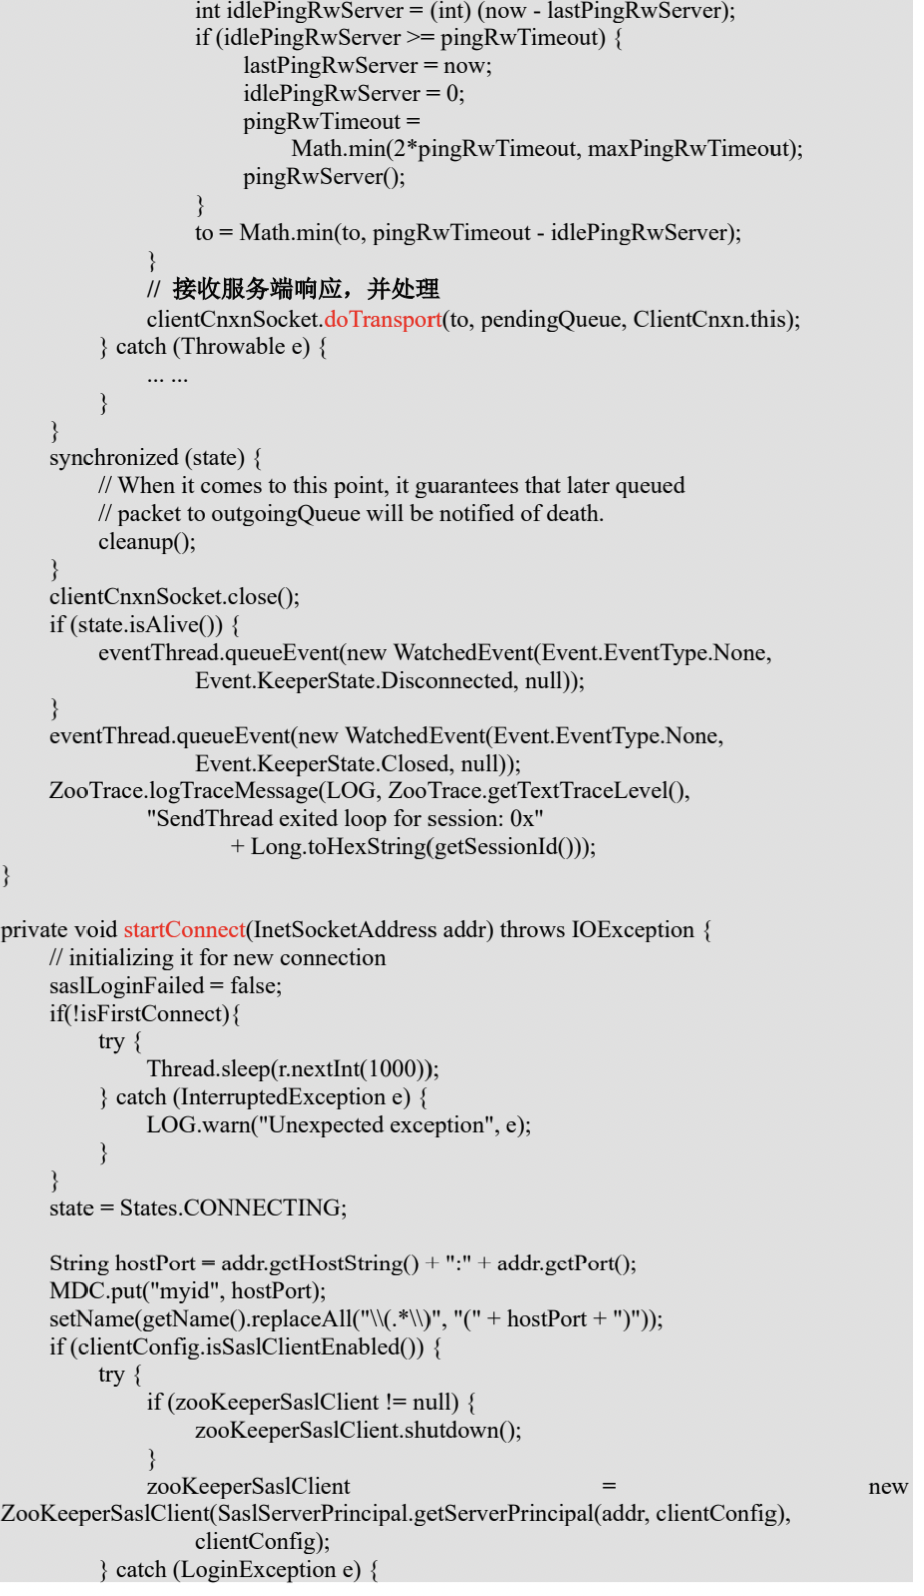 int idlePingRwServer = (int) (now - lastPingRwServer);
if (idlePingRwServer >= pingRwTimeout) {
lastPingRwServer = now;
idlePingRwServer = 0;
pingRwTimeout =
Math.min(2*pingRwTimeout, maxPingRwTimeout);
pingRwServer();
}
to = Math.min(to, pingRwTimeout - idlePingRwServer);
}
// 接收服务端响应，并处理
clientCnxnSocket.doTransport(to, pendingQueue, ClientCnxn.this);
} catch (Throwable e) {
... ...
}
}
synchronized (state) {
// When it comes to this point, it guarantees that later queued
// packet to outgoingQueue will be notified of death.
cleanup();
}
clientCnxnSocket.close();
if (state.isAlive()) {
eventThread.queueEvent(new WatchedEvent(Event.EventType.None,
Event.KeeperState.Disconnected, null));
}
eventThread.queueEvent(new WatchedEvent(Event.EventType.None,
Event.KeeperState.Closed, null));
ZooTrace.logTraceMessage(LOG, ZooTrace.getTextTraceLevel(),
"SendThread exited loop for session: 0x"
+ Long.toHexString(getSessionId()));
}
private void startConnect(InetSocketAddress addr) throws IOException {
// initializing it for new connection
saslLoginFailed = false;
if(!isFirstConnect){
try {
Thread.sleep(r.nextInt(1000));
} catch (InterruptedException e) {
LOG.warn("Unexpected exception", e);
}
}
state = States.CONNECTING;
String hostPort = addr.getHostString() + ":" + addr.getPort();
MDC.put("myid", hostPort);
setName(getName().replaceAll("\\(.*\\)", "(" + hostPort + ")"));
if (clientConfig.isSaslClientEnabled()) {
try {
if (zooKeeperSaslClient != null) {
zooKeeperSaslClient.shutdown();
}
zooKeeperSaslClient = new
ZooKeeperSaslClient(SaslServerPrincipal.getServerPrincipal(addr, clientConfig),
clientConfig);
} catch (LoginException e) {